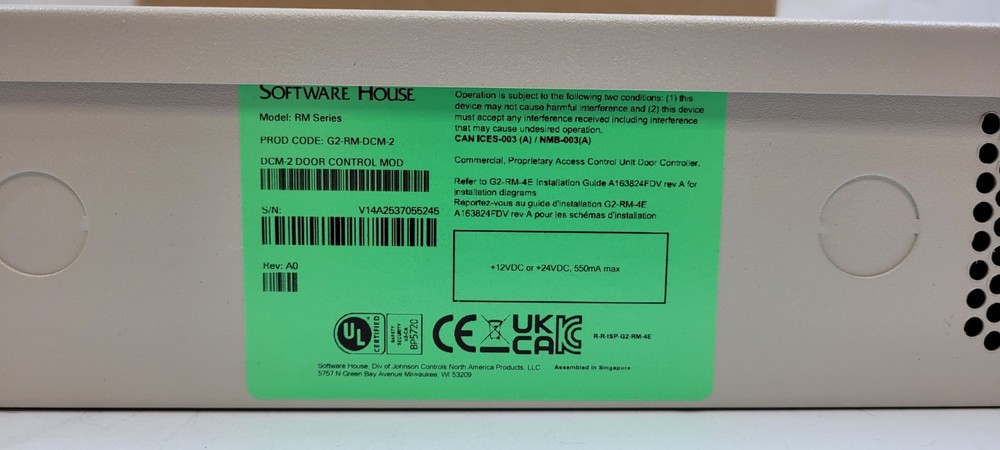 SOFTWARE HOUSE
Model: RM Series
PROD CODE: G2-RM-DCM-2
DCM-2 DOOR CONTROL MOD
S/N: V14A2537055245
Rev: A0
Operation is subject to the following two conditions: (1) this
device may not cause harmful interference and (2) this device
must accept any interference received including interference
that may cause undesired operation.
CAN ICES-003 (A) / NMB-003(A)
Commercial, Proprietary Access Control Unit Door Controller.
Refer to G2-RM-4E Installation Guide A163824FDV rev A for
installation diagrams
Reportez-vous au guide d'installation G2-RM-4E
A163824FDV rev A pour les schémas d'installation
+12VDC or +24VDC, 550mA max
UL
CERTIFIED
SAFETY
SECURITY
US-CA
BP5720
CE
UK
CA
R-R-tSP-G2-RM-4E
Software House, Div of Johnson Controls North America Products, LLC Assembled in Singapore
5757 N Green Bay Avenue Milwaukee, WI 53209